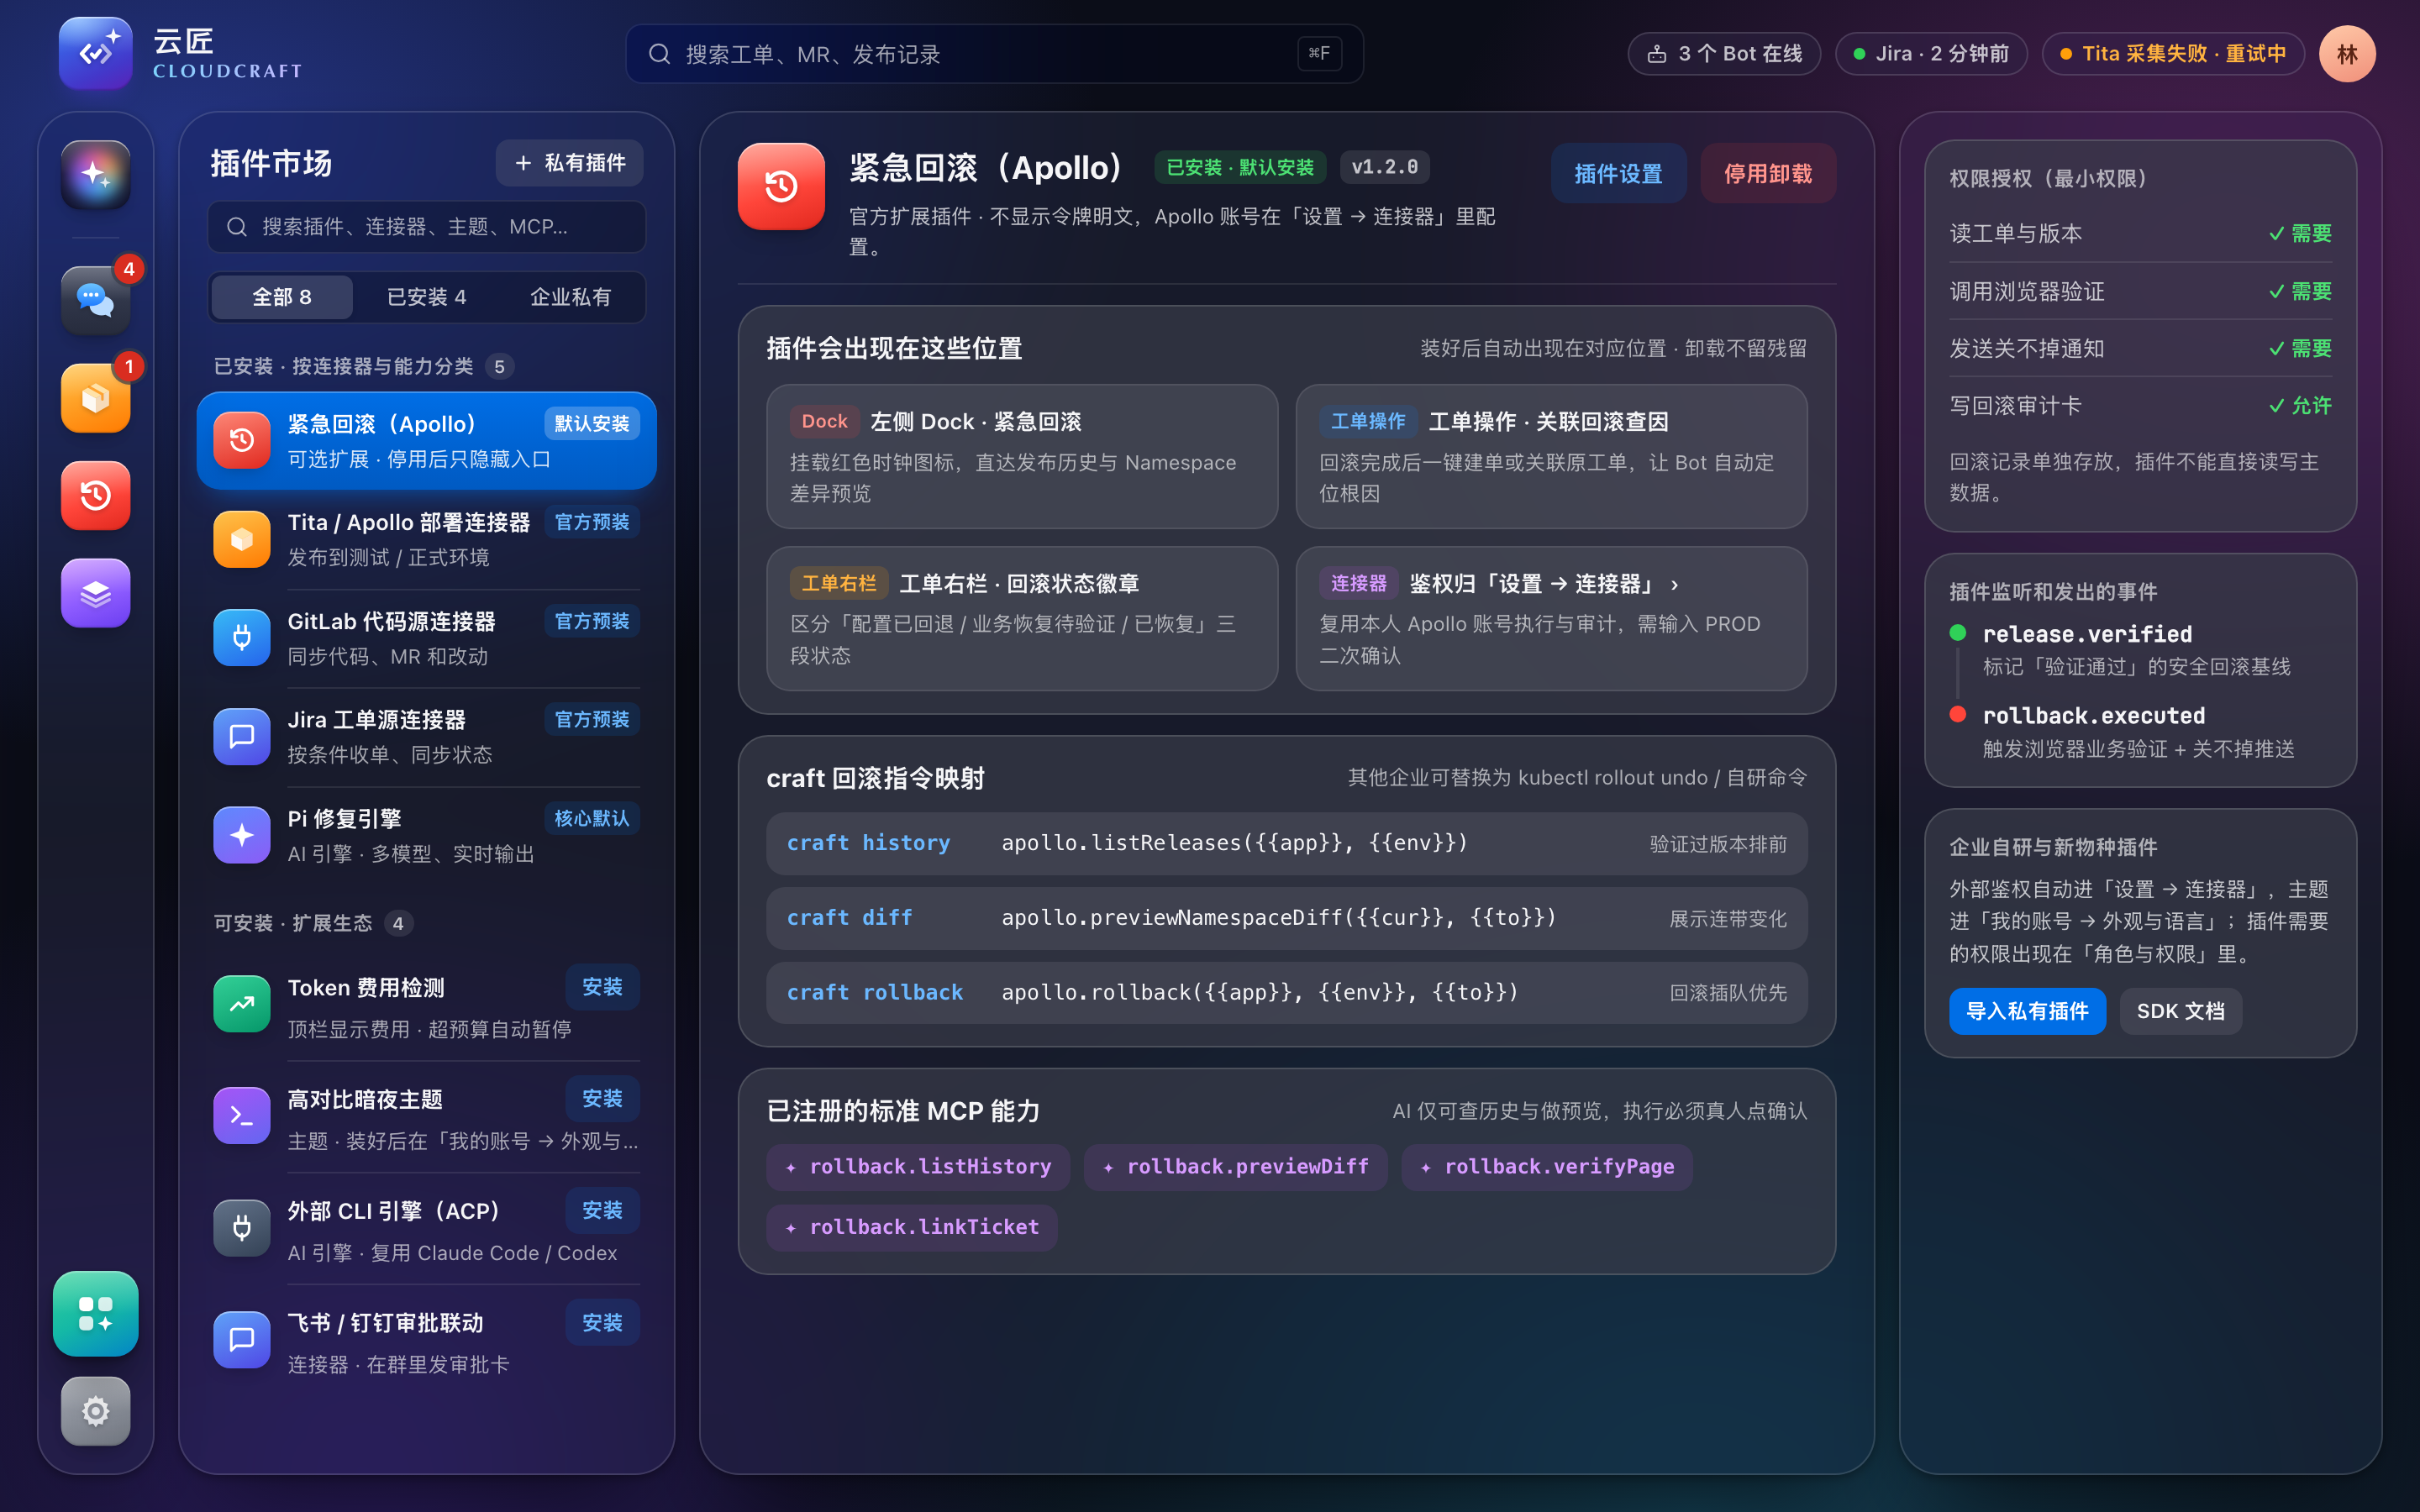 云匠
CLOUDCRAFT
搜索工单、MR、发布记录
⌘F
3 个 Bot 在线
Jira · 2 分钟前
Tita 采集失败 · 重试中
林
4
1
插件市场
+ 私有插件
搜索插件、连接器、主题、MCP...
全部 8
已安装 4
企业私有
已安装 · 按连接器与能力分类 5
紧急回滚（Apollo） 默认安装
可选扩展 · 停用后只隐藏入口
Tita / Apollo 部署连接器 官方预装
发布到测试 / 正式环境
GitLab 代码源连接器 官方预装
同步代码、MR 和改动
Jira 工单源连接器 官方预装
按条件收单、同步状态
Pi 修复引擎 核心默认
AI 引擎 · 多模型、实时输出
可安装 · 扩展生态 4
Token 费用检测 安装
顶栏显示费用 · 超预算自动暂停
高对比暗夜主题 安装
主题 · 装好后在「我的账号 → 外观与...
外部 CLI 引擎（ACP） 安装
AI 引擎 · 复用 Claude Code / Codex
飞书 / 钉钉审批联动 安装
连接器 · 在群里发审批卡
紧急回滚（Apollo） 已安装 · 默认安装 v1.2.0
官方扩展插件 · 不显示令牌明文，Apollo 账号在「设置 → 连接器」里配
置。
插件设置
停用卸载
插件会出现在这些位置
装好后自动出现在对应位置 · 卸载不留残留
Dock 左侧 Dock · 紧急回滚
挂载红色时钟图标，直达发布历史与 Namespace
差异预览
工单操作 工单操作 · 关联回滚查因
回滚完成后一键建单或关联原工单，让 Bot 自动定
位根因
工单右栏 工单右栏 · 回滚状态徽章
区分「配置已回退 / 业务恢复待验证 / 已恢复」三
段状态
连接器 鉴权归「设置 → 连接器」 ›
复用本人 Apollo 账号执行与审计，需输入 PROD
二次确认
craft 回滚指令映射
其他企业可替换为 kubectl rollout undo / 自研命令
craft history apollo.listReleases({{app}}, {{env}}) 验证过版本排前
craft diff apollo.previewNamespaceDiff({{cur}}, {{to}}) 展示连带变化
craft rollback apollo.rollback({{app}}, {{env}}, {{to}}) 回滚插队优先
已注册的标准 MCP 能力
AI 仅可查历史与做预览，执行必须真人点确认
✦ rollback.listHistory
✦ rollback.previewDiff
✦ rollback.verifyPage
✦ rollback.linkTicket
权限授权（最小权限）
读工单与版本 ✓ 需要
调用浏览器验证 ✓ 需要
发送关不掉通知 ✓ 需要
写回滚审计卡 ✓ 允许
回滚记录单独存放，插件不能直接读写主
数据。
插件监听和发出的事件
release.verified
标记「验证通过」的安全回滚基线
rollback.executed
触发浏览器业务验证 + 关不掉推送
企业自研与新物种插件
外部鉴权自动进「设置 → 连接器」，主题
进「我的账号 → 外观与语言」；插件需要
的权限出现在「角色与权限」里。
导入私有插件
SDK 文档